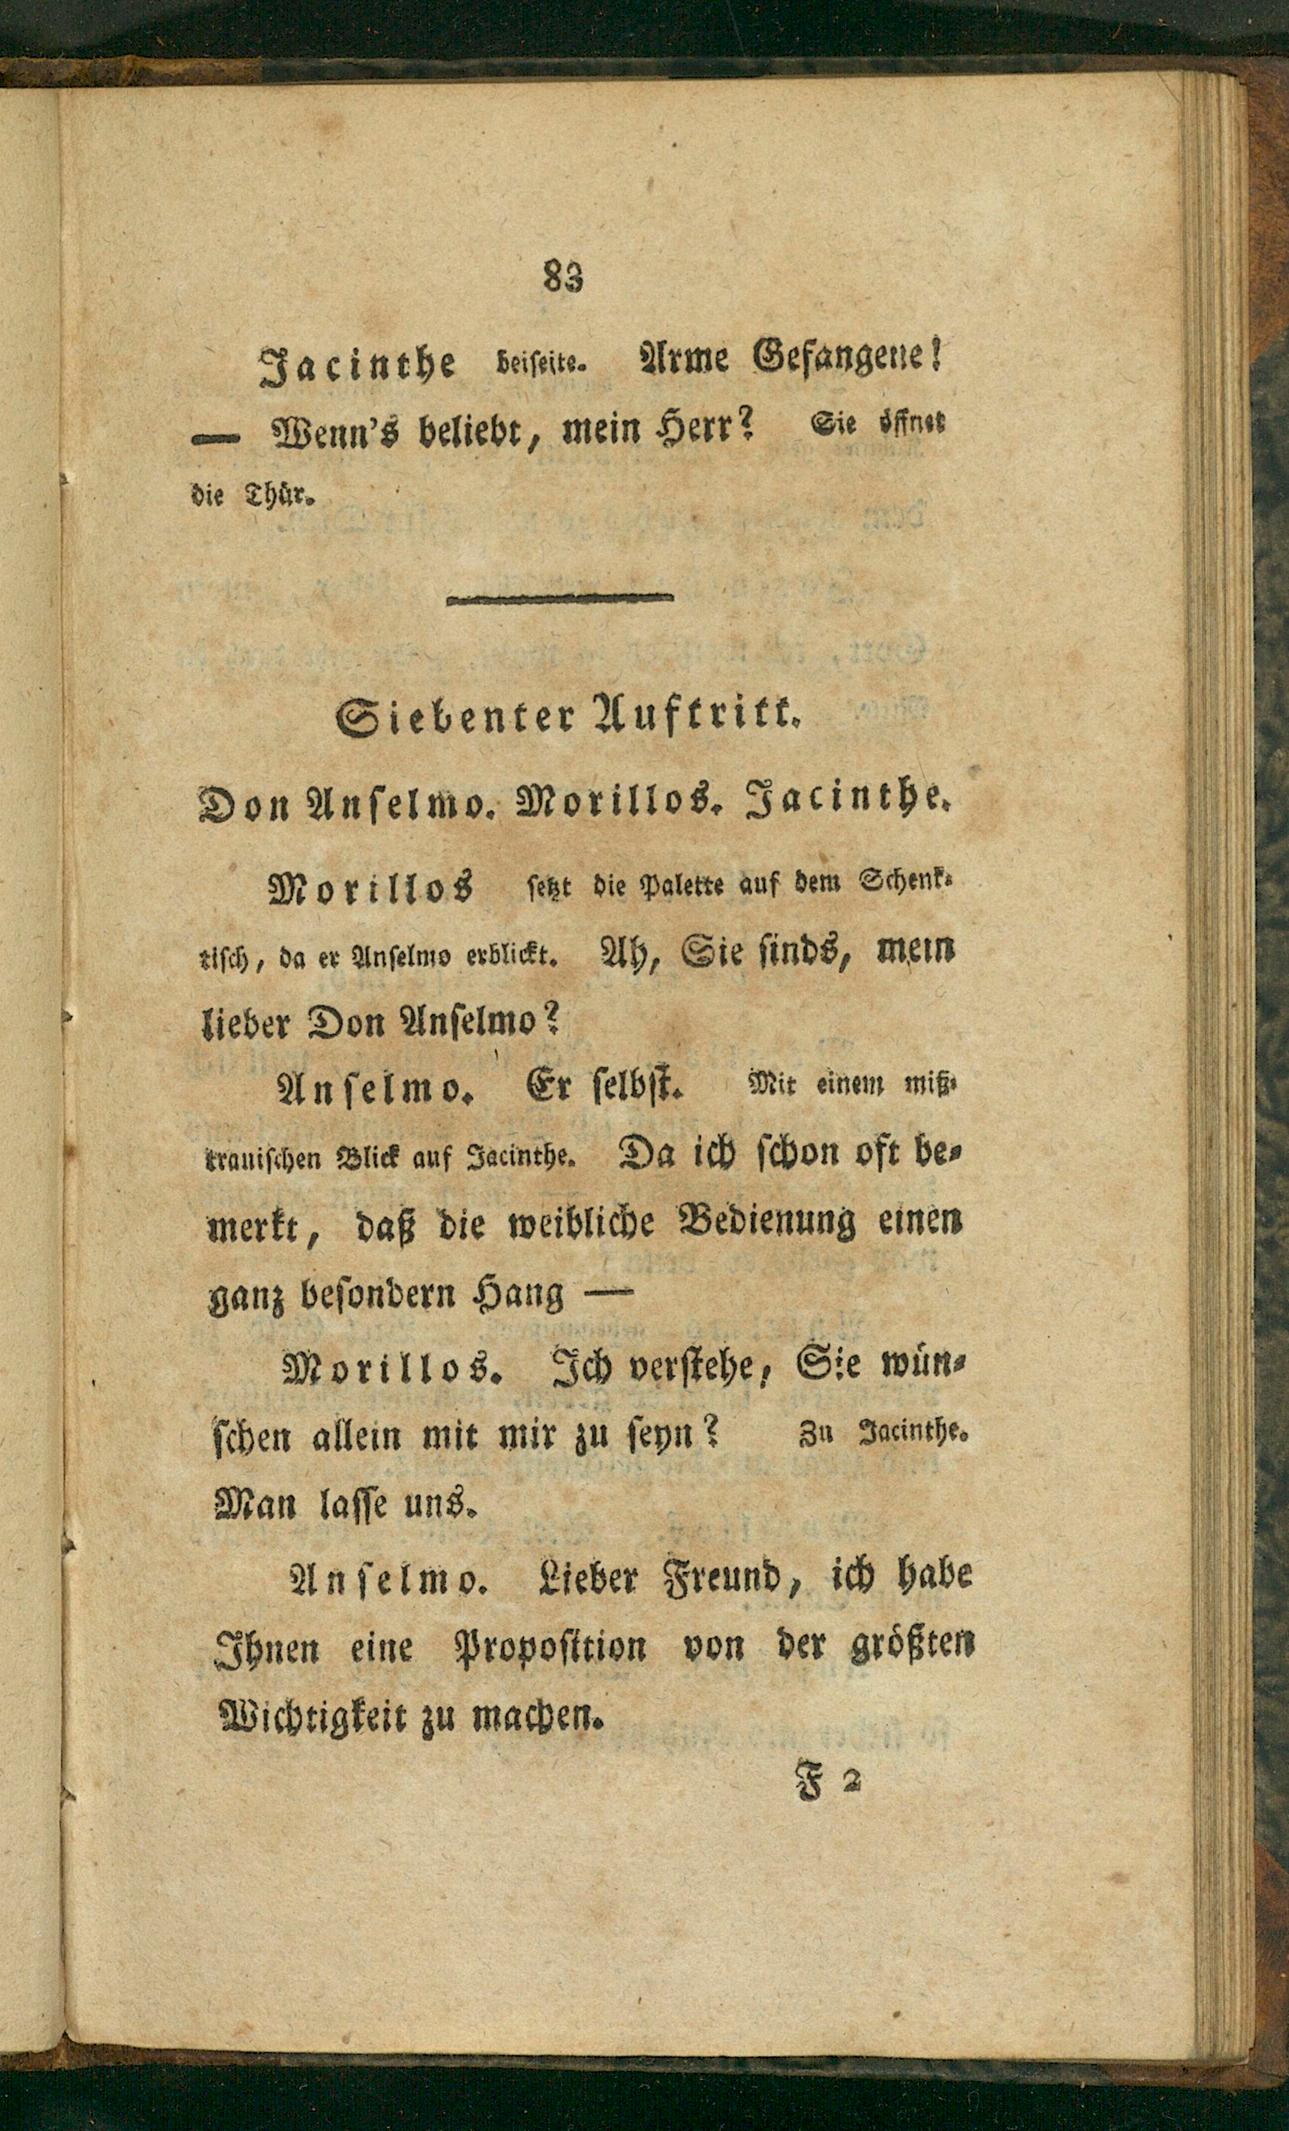 83
Jacinthe beiseite. Arme Gefangene!
— Wenn's beliebt, mein Herr? Sie öffnet
die Thür.
Siebenter Auftritt.
Don Anselmo. Morillos. Jacinthe.
Morillos setzt die Palette auf dem Schenk-
tisch, da er Anselmo erblickt. Ah, Sie sinds, mein
lieber Don Anselmo?
Anselmo. Er selbst. Mit einem miß-
trauischen Blick auf Jacinthe. Da ich schon oft be-
merkt, daß die weibliche Bedienung einen
ganz besondern Hang —
Morillos. Ich verstehe, Sie wün-
schen allein mit mir zu seyn? Zu Jacinthe.
Man lasse uns.
Anselmo. Lieber Freund, ich habe
Ihnen eine Proposition von der größten
Wichtigkeit zu machen.
F 2